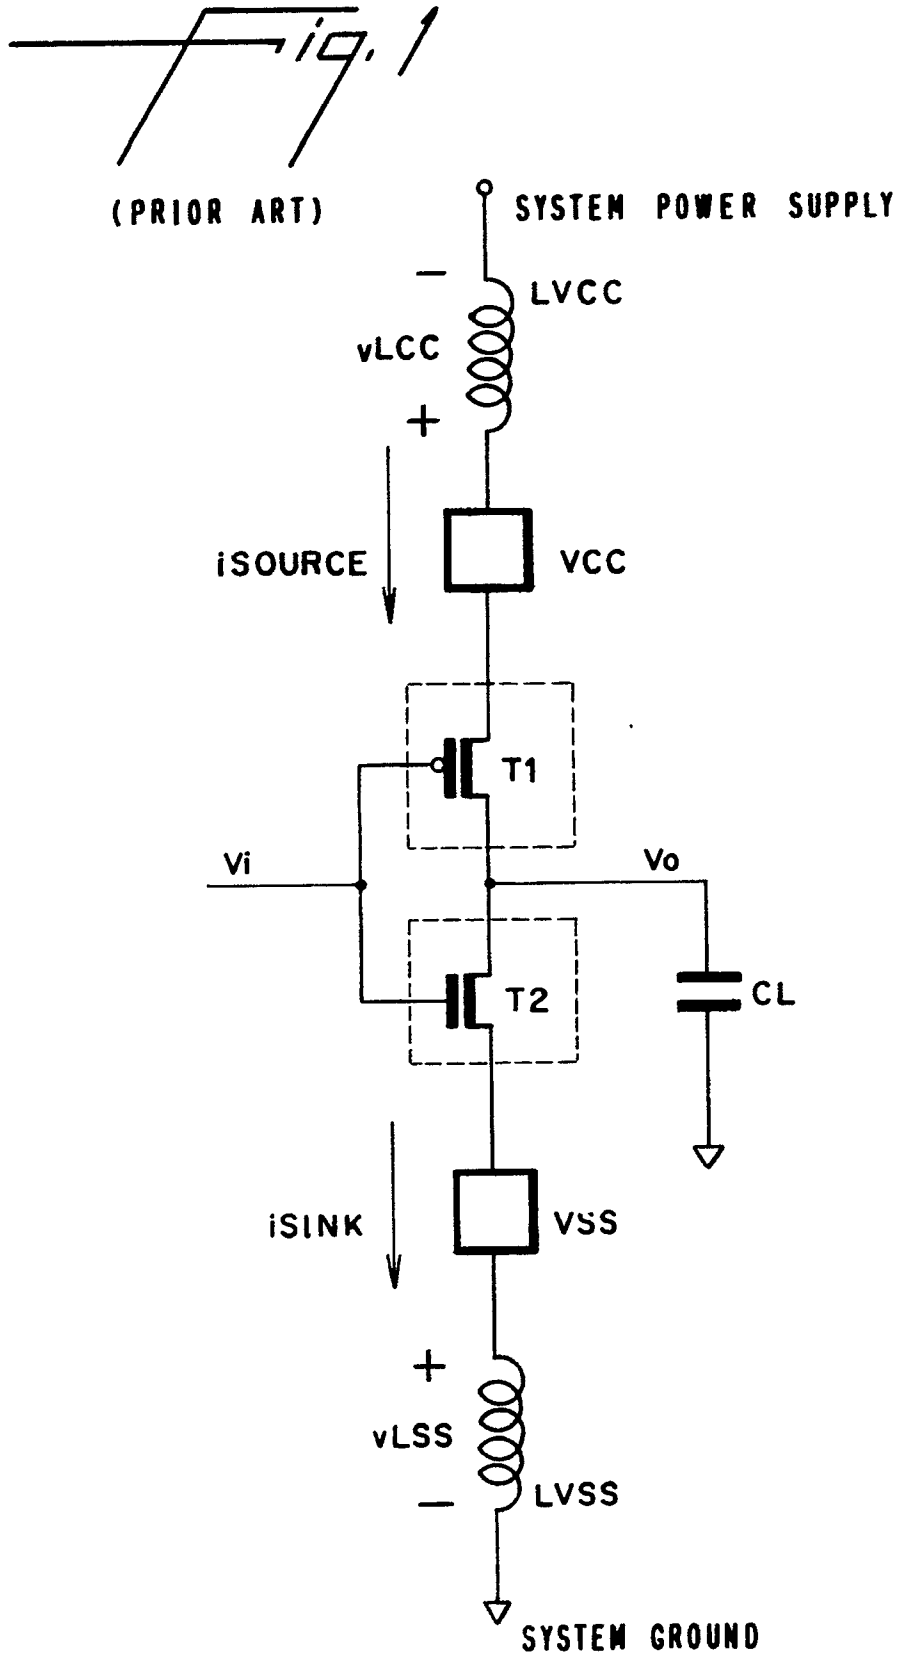 Fig. 1
(PRIOR ART)
SYSTEM POWER SUPPLY
−
LVCC
vLCC
+
iSOURCE
VCC
T1
Vi
Vo
T2
CL
iSINK
VSS
+
vLSS
−
LVSS
SYSTEM GROUND